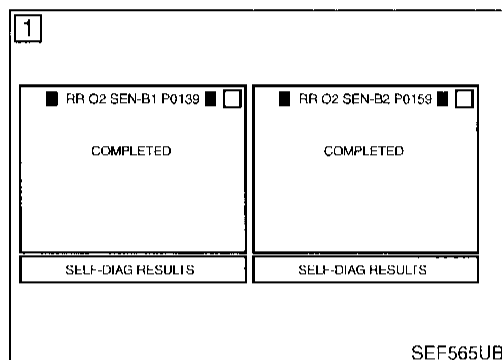 1
RR O2 SEN-B1 P0139
COMPLETED
SELF-DIAG RESULTS
RR O2 SEN-B2 P0159
COMPLETED
SELF-DIAG RESULTS
SEF565UB